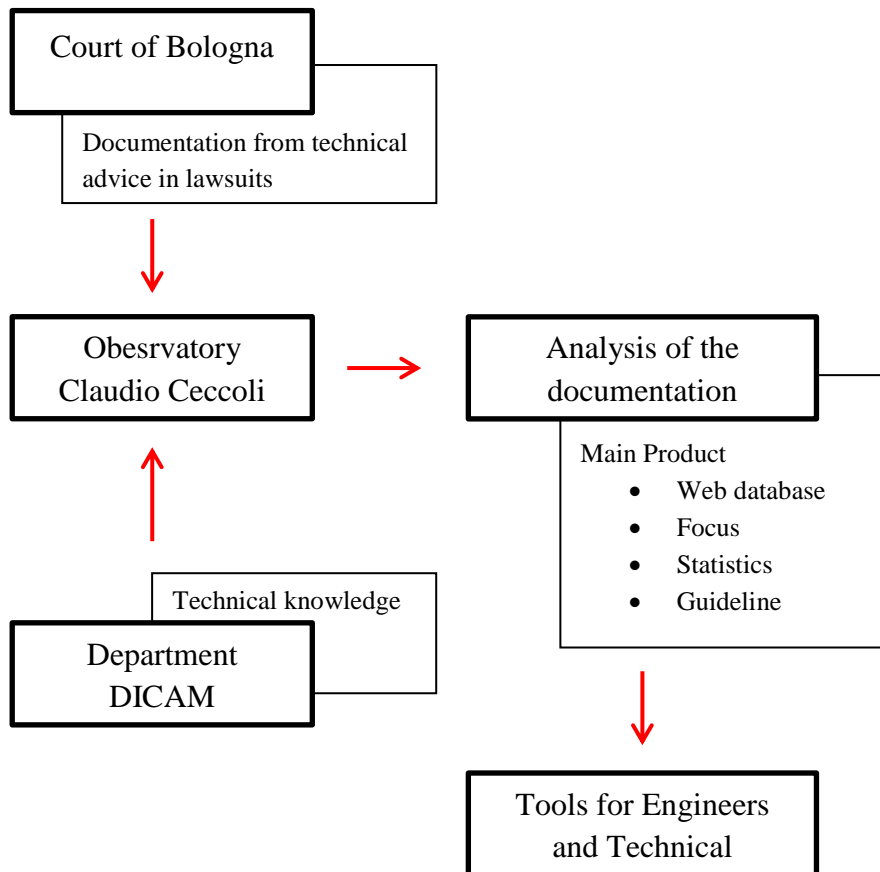 Court of Bologna
Documentation from technical
advice in lawsuits
Obesrvatory
Claudio Ceccoli
Analysis of the
documentation
Main Product
• Web database
• Focus
• Statistics
• Guideline
Technical knowledge
Department
DICAM
Tools for Engineers
and Technical